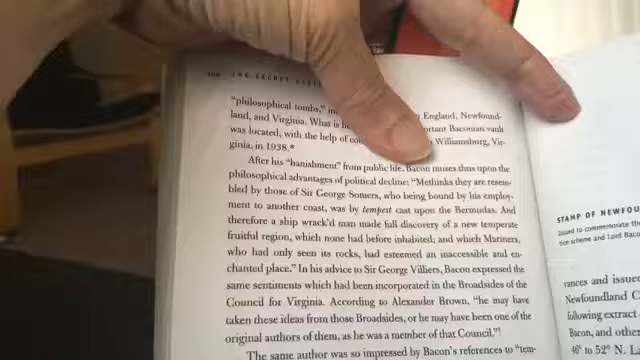 THE SECRET
"philosophical tombs," in England, Newfound-
land, and Virginia. What is Baconian vault
was located, with the help of Williamsburg, Vir-
ginia, in 1938.*
After his "banishment" from public life, Bacon muses thus upon the
philosophical advantages of political decline: "Methinks they are resem-
bled by those of Sir George Somers, who being bound by his employ-
ment to another coast, was by tempest cast upon the Bermudas. And
therefore a ship wrack'd man made full discovery of a new temperate
fruitful region, which none had before inhabited; and which Mariners,
who had only seen its rocks, had esteemed an inaccessible and en-
chanted place." In his advice to Sir George Villiers, Bacon expressed the
same sentiments which had been incorporated in the Broadsides of the
Council for Virginia. According to Alexander Brown, "he may have
taken these ideas from those Broadsides, or he may have been one of the
original authors of them, as he was a member of that Council."
The same author was so impressed by Bacon's references to "tem-
STAMP OF NEWFOU
Issued to commemorate the
tion scheme and Lord Baco
vances and issue
Newfoundland C
following extract
Bacon, and othe
46° to 52° N. L